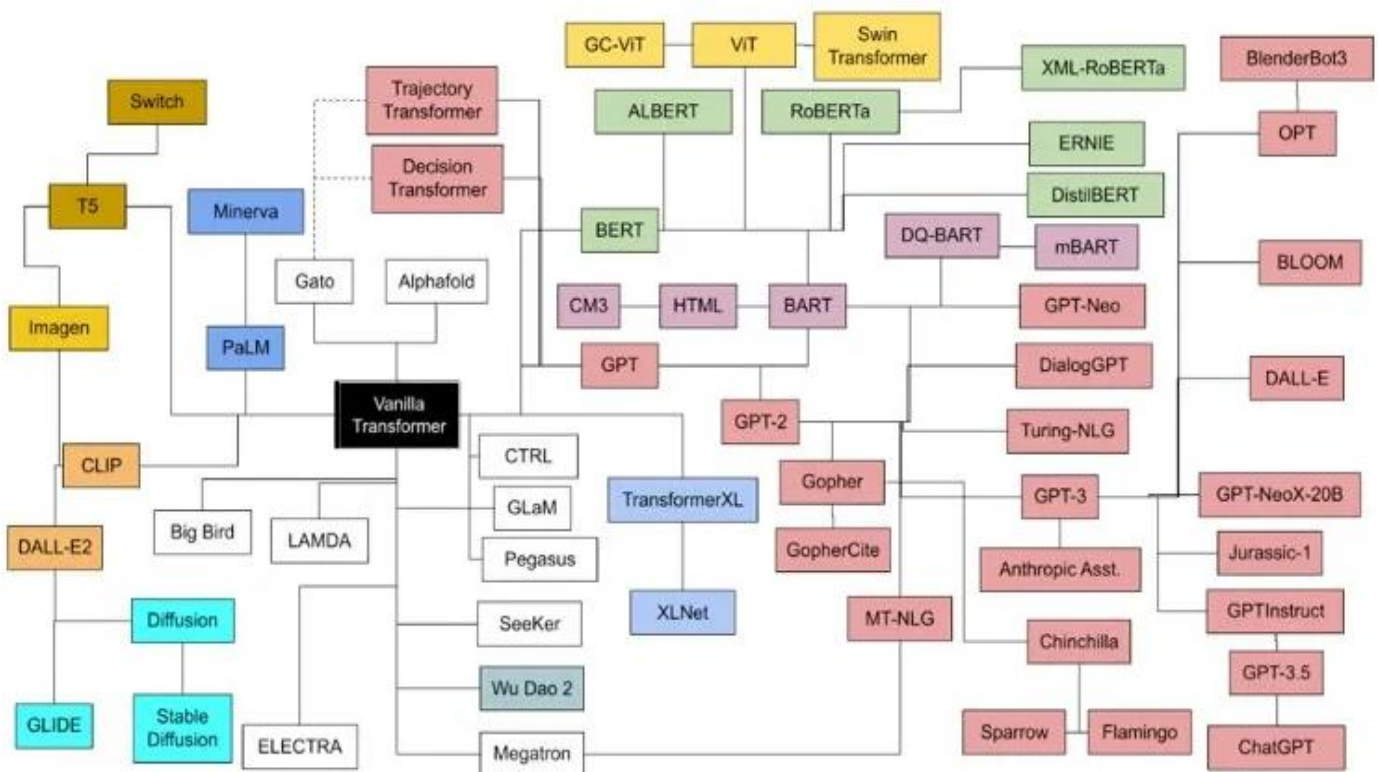 GC-ViT
ViT
Swin
Transformer
XML-RoBERTa
BlenderBot3
Switch
Trajectory
Transformer
ALBERT
RoBERTa
OPT
ERNIE
Decision
Transformer
T5
Minerva
DistilBERT
BERT
DQ-BART
mBART
Gato
Alphafold
BLOOM
CM3
HTML
BART
GPT-Neo
Imagen
PaLM
GPT
DialogGPT
DALL-E
Vanilla
Transformer
GPT-2
Turing-NLG
CTRL
CLIP
Gopher
TransformerXL
GPT-3
GPT-NeoX-20B
GLaM
Big Bird
LAMDA
DALL-E2
Pegasus
GopherCite
Anthropic Asst.
Jurassic-1
XLNet
MT-NLG
GPTInstruct
Diffusion
SeeKer
Chinchilla
GPT-3.5
Wu Dao 2
GLIDE
Stable
Diffusion
ELECTRA
Megatron
Sparrow
Flamingo
ChatGPT